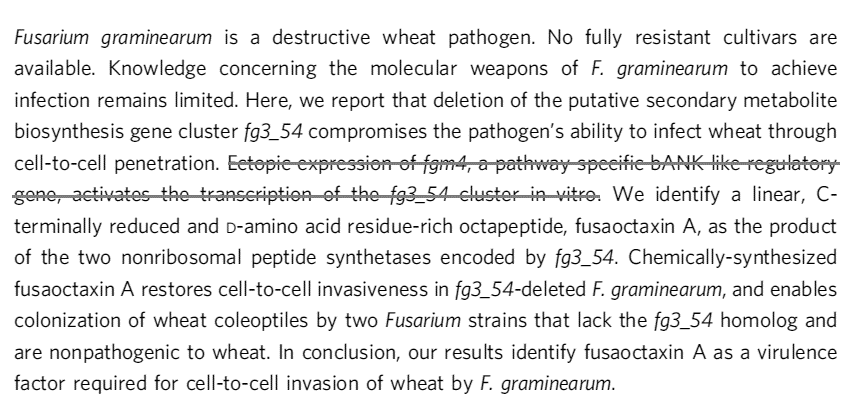 Fusarium graminearum is a destructive wheat pathogen. No fully resistant cultivars are
available. Knowledge concerning the molecular weapons of F. graminearum to achieve
infection remains limited. Here, we report that deletion of the putative secondary metabolite
biosynthesis gene cluster fg3_54 compromises the pathogen's ability to infect wheat through
cell-to-cell penetration. Ectopic expression of fgm4, a pathway specific bANK like regulatory
gene, activates the transcription of the fg3_54 cluster in vitro. We identify a linear, C-
terminally reduced and D-amino acid residue-rich octapeptide, fusaoctaxin A, as the product
of the two nonribosomal peptide synthetases encoded by fg3_54. Chemically-synthesized
fusaoctaxin A restores cell-to-cell invasiveness in fg3_54-deleted F. graminearum, and enables
colonization of wheat coleoptiles by two Fusarium strains that lack the fg3_54 homolog and
are nonpathogenic to wheat. In conclusion, our results identify fusaoctaxin A as a virulence
factor required for cell-to-cell invasion of wheat by F. graminearum.